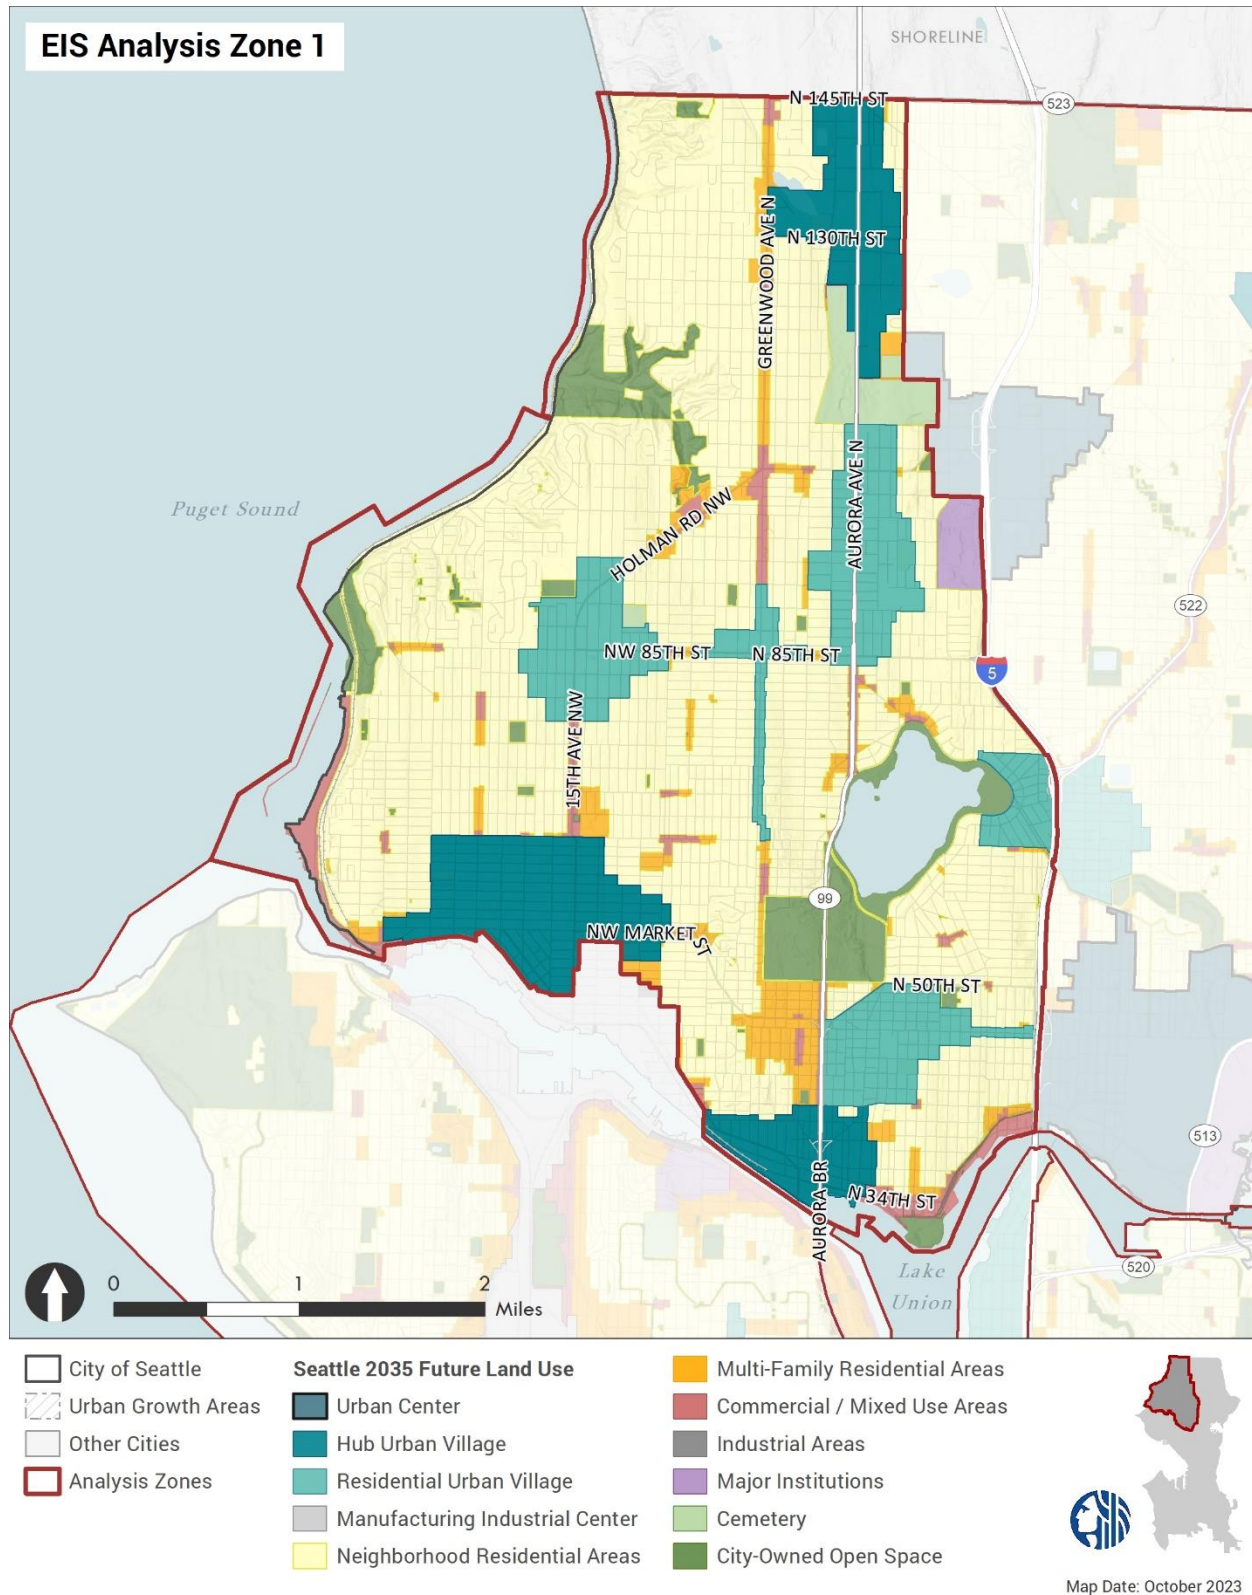 EIS Analysis Zone 1
SHORELINE
N 145TH ST
523
GREENWOOD AVE N
N 130TH ST
AURORA AVE N
Puget Sound
HOLMAN RD NW
522
NW 85TH ST
N 85TH ST
5
15TH AVE NW
99
NW MARKET ST
N 50TH ST
513
N 34TH ST
AURORA BR
520
Lake
Union
0 1 2
Miles
City of Seattle
Urban Growth Areas
Other Cities
Analysis Zones
Seattle 2035 Future Land Use
Urban Center
Hub Urban Village
Residential Urban Village
Manufacturing Industrial Center
Neighborhood Residential Areas
Multi-Family Residential Areas
Commercial / Mixed Use Areas
Industrial Areas
Major Institutions
Cemetery
City-Owned Open Space
Map Date: October 2023